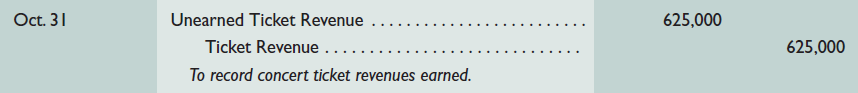 Oct. 31 Unearned Ticket Revenue ........................ 625,000
Ticket Revenue ............................. 625,000
To record concert ticket revenues earned.